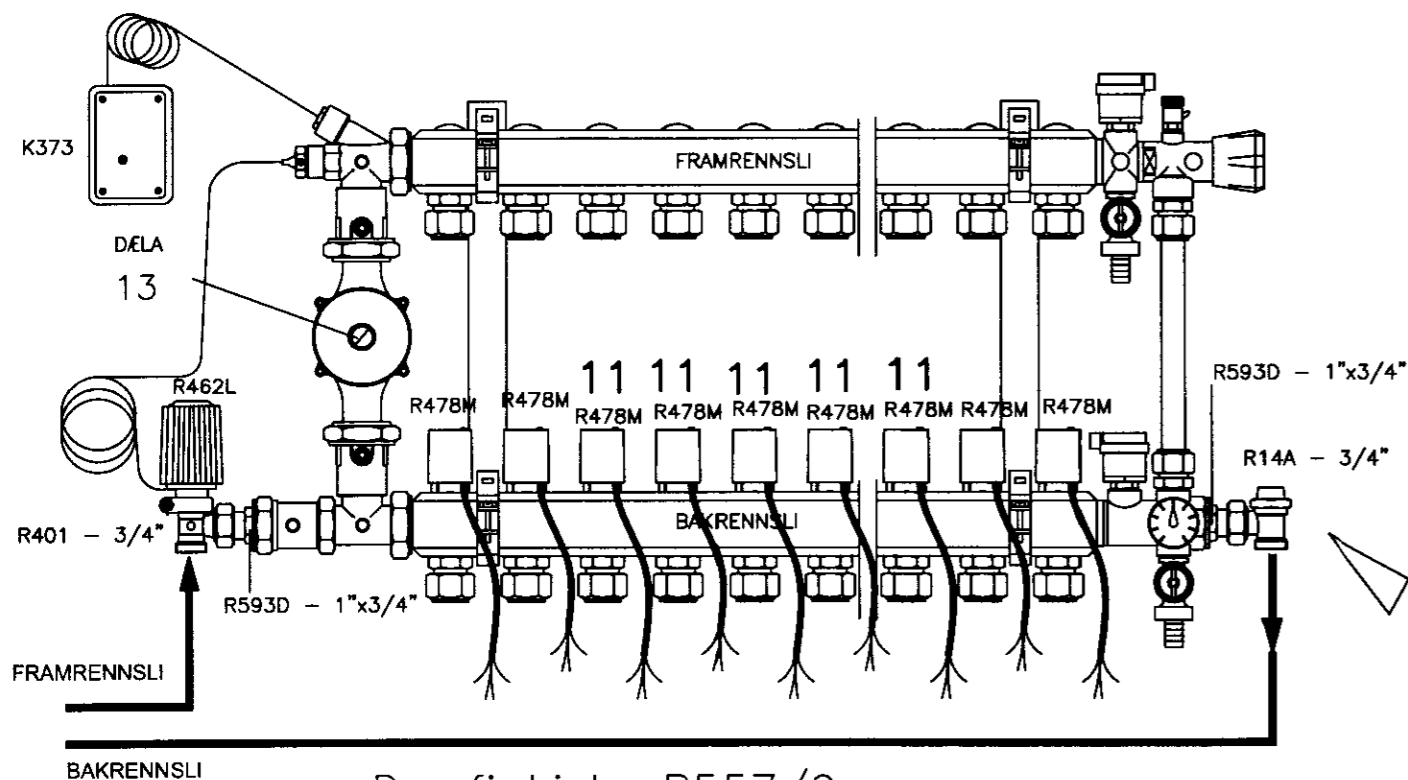 K373
FRAMRENNSLI
DÆLA
13
11 11 11 11 11
R462L
R593D – 1"x3/4"
R478M R478M R478M R478M R478M R478M R478M R478M R478M
R14A – 3/4"
R401 – 3/4"
BAKRENNSLI
R593D – 1"x3/4"
FRAMRENNSLI
BAKRENNSLI